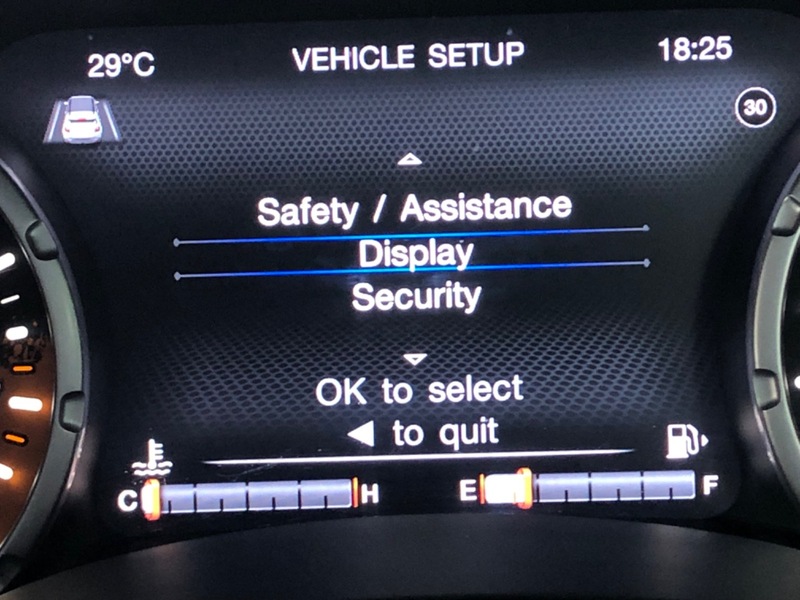 29°C VEHICLE SETUP 18:25
30
Safety / Assistance
Display
Security
OK to select
◀ to quit
C H E F